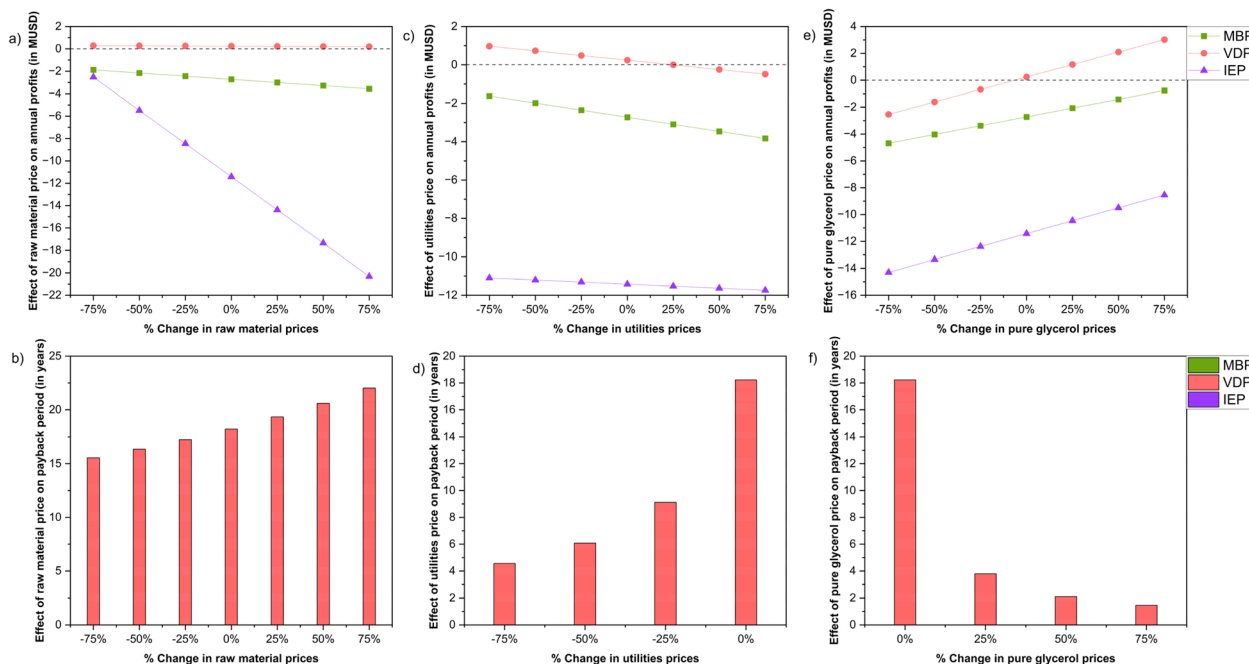 a)
Effect of raw material price on annual profits (in MUSD)
2
0
−2
−4
−6
−8
−10
−12
−14
−16
−18
−20
−22
-75% -50% -25% 0% 25% 50% 75%
% Change in raw material prices
c)
Effect of utilities price on annual profits (in MUSD)
2
0
−2
−4
−6
−8
−10
−12
-75% -50% -25% 0% 25% 50% 75%
% Change in utilities prices
e)
Effect of pure glycerol price on annual profits (in MUSD)
4
2
0
−2
−4
−6
−8
−10
−12
−14
−16
-75% -50% -25% 0% 25% 50% 75%
% Change in pure glycerol prices
MBP
VDP
IEP
b)
Effect of raw material price on payback period (in years)
25
20
15
10
5
0
-75% -50% -25% 0% 25% 50% 75%
% Change in raw material prices
d)
Effect of utilities price on payback period (in years)
20
18
16
14
12
10
8
6
4
2
0
-75% -50% -25% 0%
% Change in utilities prices
f)
Effect of pure glycerol price on payback period (in years)
20
18
16
14
12
10
8
6
4
2
0
0% 25% 50% 75%
% Change in pure glycerol prices
MBP
VDP
IEP